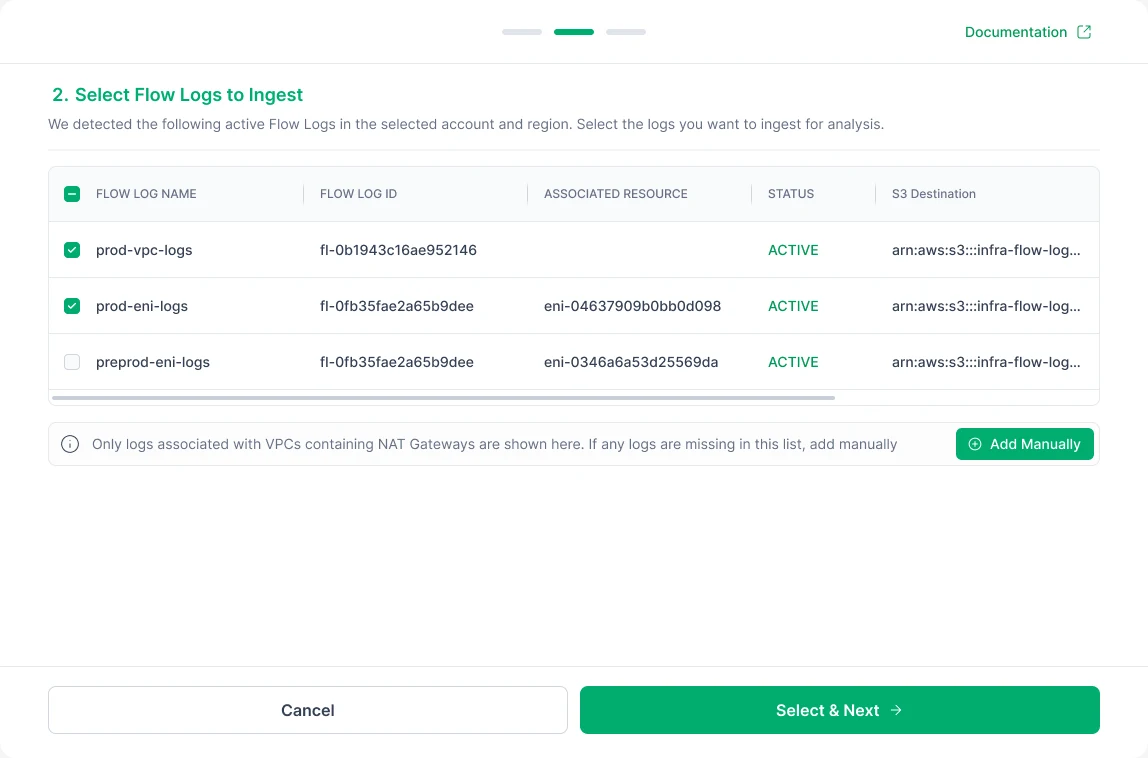 Documentation
2. Select Flow Logs to Ingest
We detected the following active Flow Logs in the selected account and region. Select the logs you want to ingest for analysis.
FLOW LOG NAME FLOW LOG ID ASSOCIATED RESOURCE STATUS S3 Destination
prod-vpc-logs fl-0b1943c16ae952146 ACTIVE arn:aws:s3:::infra-flow-log...
prod-eni-logs fl-0fb35fae2a65b9dee eni-04637909b0bb0d098 ACTIVE arn:aws:s3:::infra-flow-log...
preprod-eni-logs fl-0fb35fae2a65b9dee eni-0346a6a53d25569da ACTIVE arn:aws:s3:::infra-flow-log...
Only logs associated with VPCs containing NAT Gateways are shown here. If any logs are missing in this list, add manually Add Manually
Cancel Select & Next